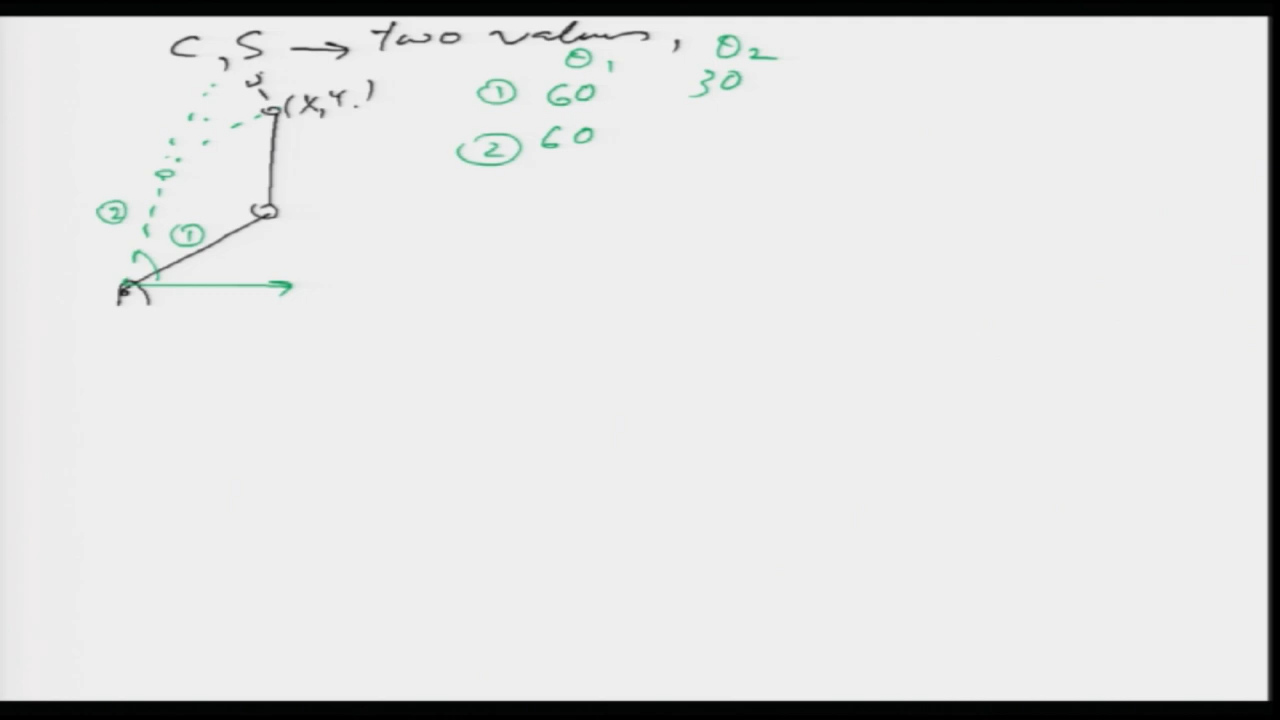 C, S → two values, θ₂
θ₁
① 60 30
(X, Y.)
② 60
②
①